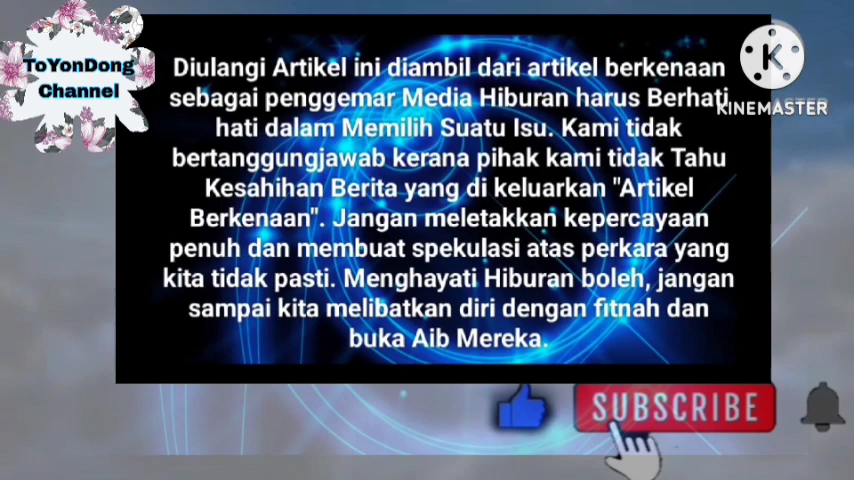 ToYonDong
Channel
KINEMASTER
Diulangi Artikel ini diambil dari artikel berkenaan
sebagai penggemar Media Hiburan harus Berhati
hati dalam Memilih Suatu Isu. Kami tidak
bertanggungjawab kerana pihak kami tidak Tahu
Kesahihan Berita yang di keluarkan "Artikel
Berkenaan". Jangan meletakkan kepercayaan
penuh dan membuat spekulasi atas perkara yang
kita tidak pasti. Menghayati Hiburan boleh, jangan
sampai kita melibatkan diri dengan fitnah dan
buka Aib Mereka.
SUBSCRIBE